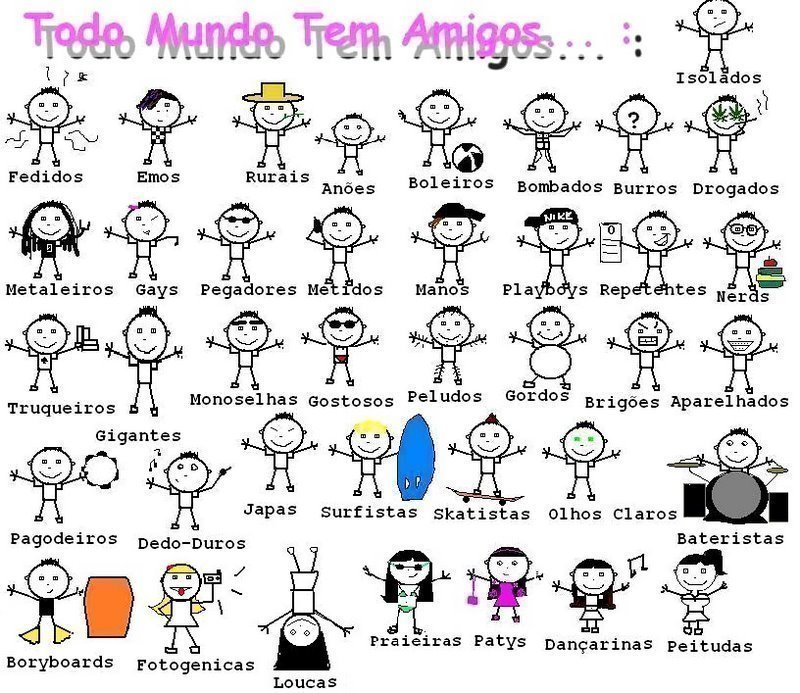 Todo Mundo Tem Amigos... :
Isolados
Fedidos
Emos
Rurais
Anões
Boleiros
Bombados
?
Burros
Drogados
Metaleiros
Gays
Pegadores
Metidos
Manos
NIKE
Playboys
0
Repetentes
Nerds
Truqueiros
Gigantes
Monoselhas
Gostosos
Peludos
Gordos
Brigões
Aparelhados
Pagodeiros
Dedo-Duros
Japas
Surfistas
Skatistas
Olhos Claros
Bateristas
Boryboards
Fotogenicas
Loucas
Praieiras
Patys
Dançarinas
Peitudas